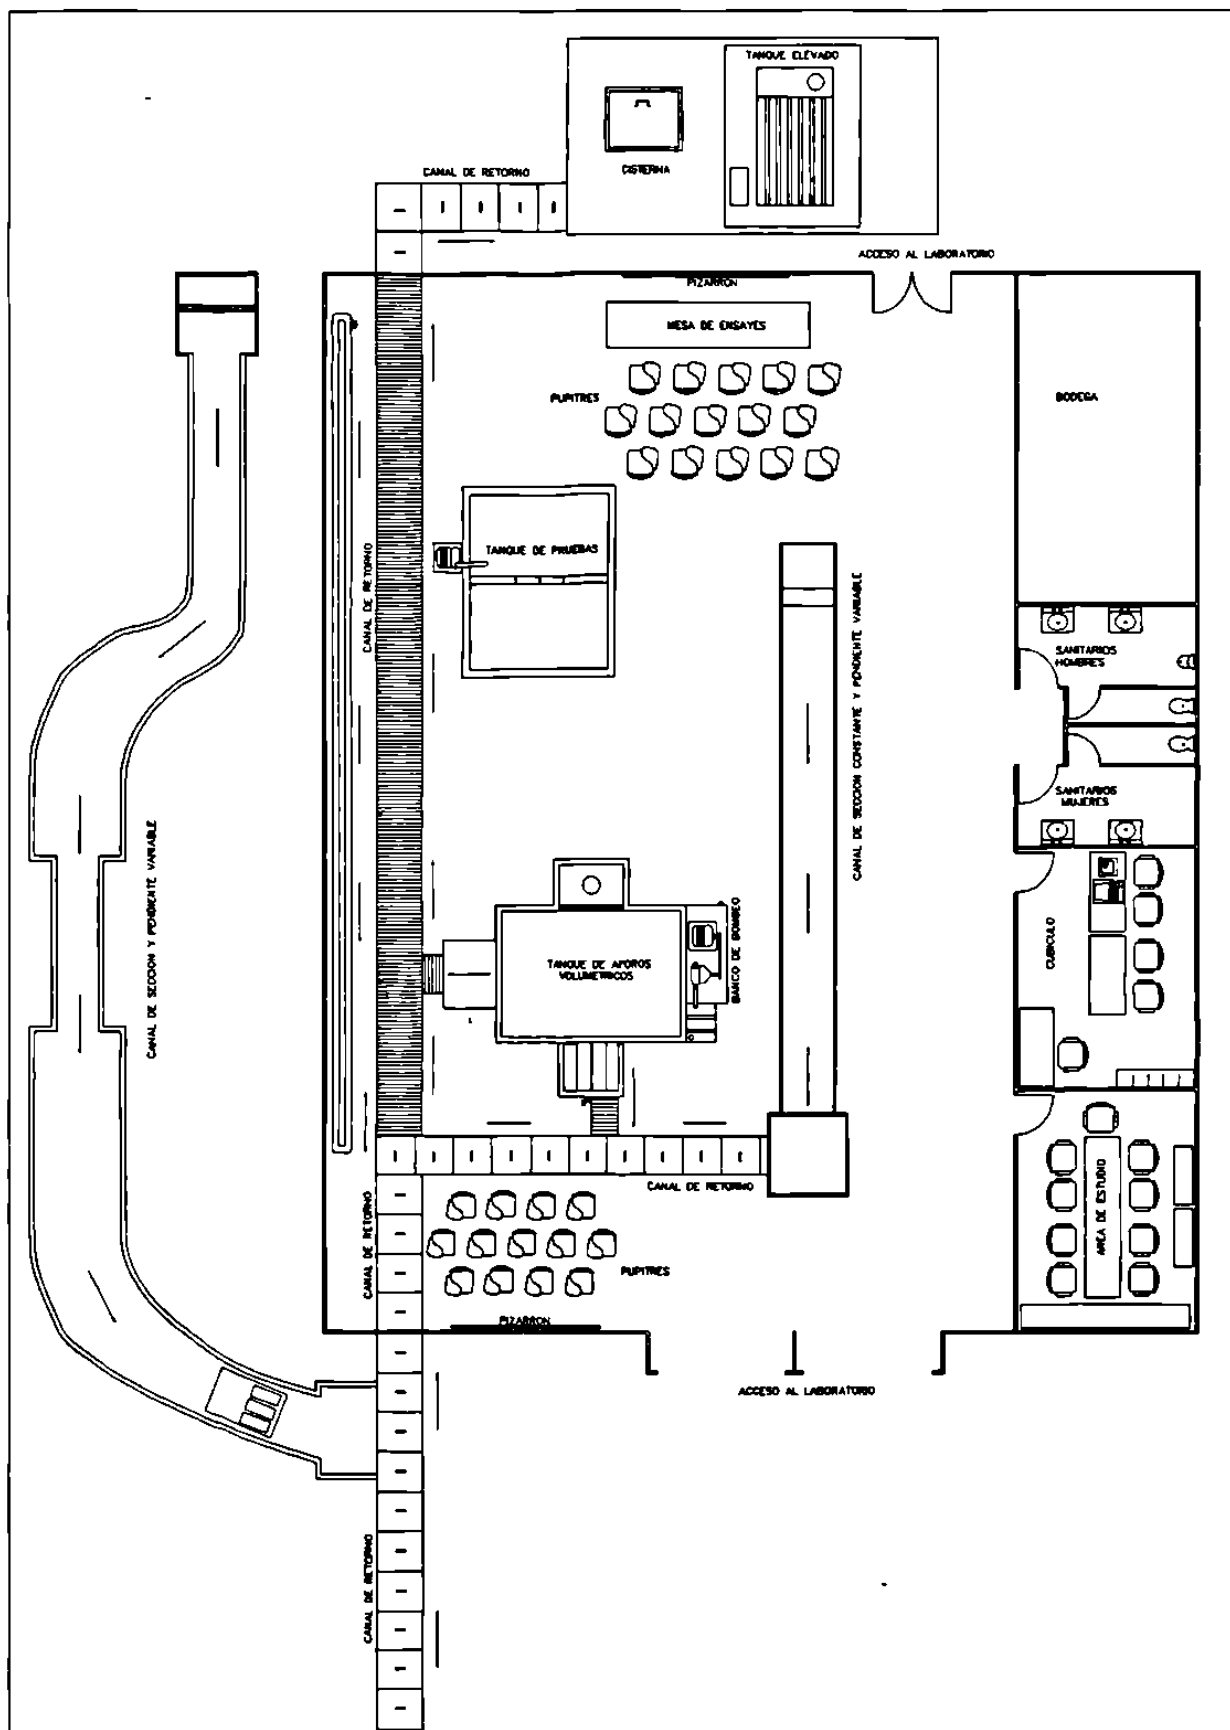 TANQUE ELEVADO
CISTERNA
CANAL DE RETORNO
ACCESO AL LABORATORIO
PIZARRON
MESA DE ENSAYES
PUPITRES
BODEGA
TANQUE DE PRUEBAS
CANAL DE RETORNO
CANAL DE SECCION CONSTANTE Y PENDIENTE VARIABLE
SANITARIOS
HOMBRES
SANITARIOS
MUJERES
CANAL DE SECCION Y PENDIENTE VARIABLE
TANQUE DE AFOROS
VOLUMETRICOS
BANCO DE BOMBEO
CUBICULO
CANAL DE RETORNO
CANAL DE RETORNO
AREA DE ESTUDIO
PUPITRES
PIZARRON
ACCESO AL LABORATORIO
CANAL DE RETORNO